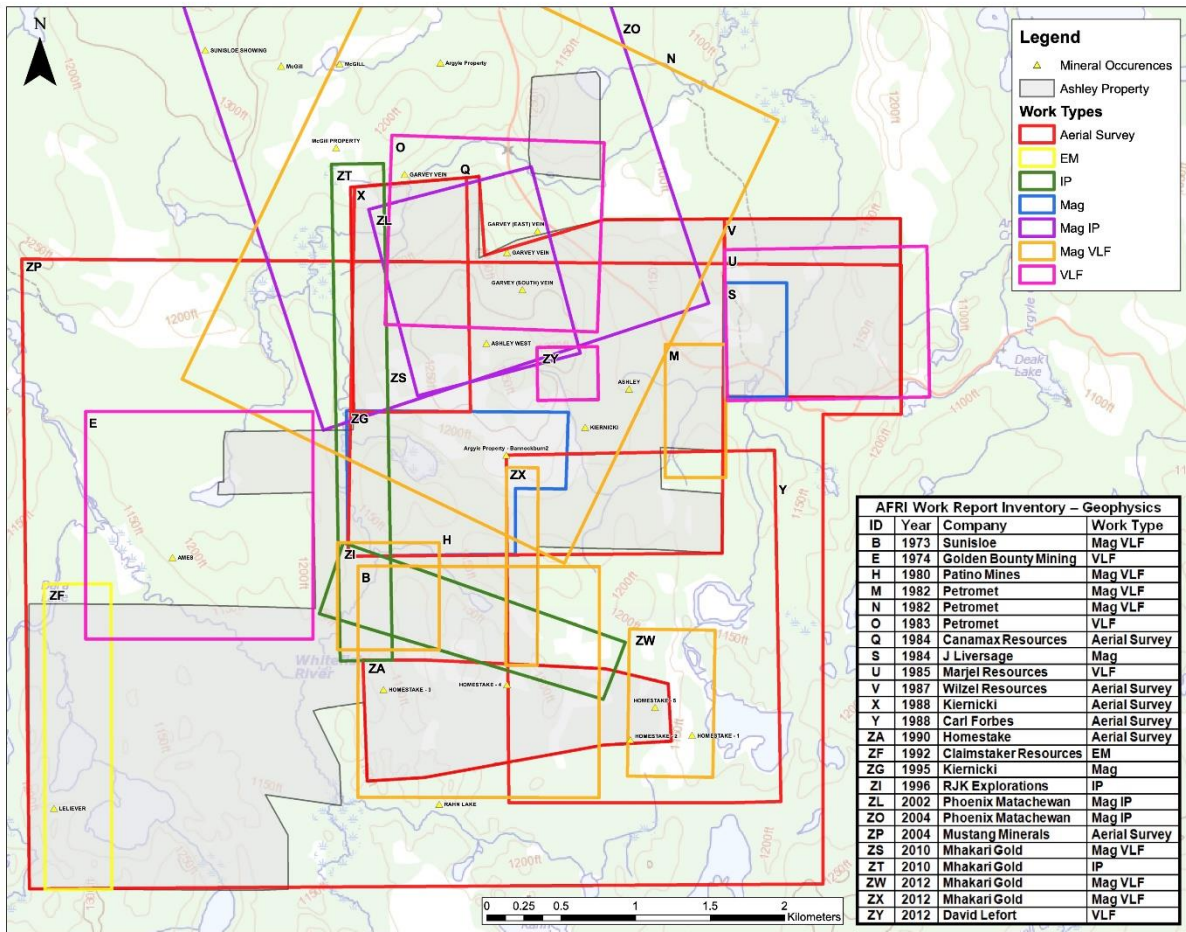 N
ZO
N
Legend
Mineral Occurences
Ashley Property
Work Types
Aerial Survey
EM
IP
Mag
Mag IP
Mag VLF
VLF
SUNISLOE SHOWING
McGill
McGILL
Argyle Property
1200ft
1300ft
1150ft
1100ft
McGill PROPERTY
O
ZT
Q
GARVEY VEIN
X
ZL
GARVEY (EAST) VEIN
GARVEY VEIN
V
U
S
ZP
GARVEY (SOUTH) VEIN
ASHLEY WEST
ZY
M
ZS
ASHLEY
Deak
Lake
ZG
E
KIERNICKI
Argyle Property - Bannockburn2
ZX
Y
H
ZI
AMES
B
ZF
ZW
ZA
HOMESTAKE - 3
HOMESTAKE - 4
HOMESTAKE - 5
HOMESTAKE - 2
HOMESTAKE - 1
LELIEVER
RAHN LAKE
River
0 0.25 0.5 1 1.5 2
Kilometers
AFRI Work Report Inventory – Geophysics
ID Year Company Work Type
B 1973 Sunisloe Mag VLF
E 1974 Golden Bounty Mining VLF
H 1980 Patino Mines Mag VLF
M 1982 Petromet Mag VLF
N 1982 Petromet Mag VLF
O 1983 Petromet VLF
Q 1984 Canamax Resources Aerial Survey
S 1984 J Liversage Mag
U 1985 Marjel Resources VLF
V 1987 Wilzel Resources Aerial Survey
X 1988 Kiernicki Aerial Survey
Y 1988 Carl Forbes Aerial Survey
ZA 1990 Homestake Aerial Survey
ZF 1992 Claimstaker Resources EM
ZG 1995 Kiernicki Mag
ZI 1996 RJK Explorations IP
ZL 2002 Phoenix Matachewan Mag IP
ZO 2004 Phoenix Matachewan Mag IP
ZP 2004 Mustang Minerals Aerial Survey
ZS 2010 Mhakari Gold Mag VLF
ZT 2010 Mhakari Gold IP
ZW 2012 Mhakari Gold Mag VLF
ZX 2012 Mhakari Gold Mag VLF
ZY 2012 David Lefort VLF